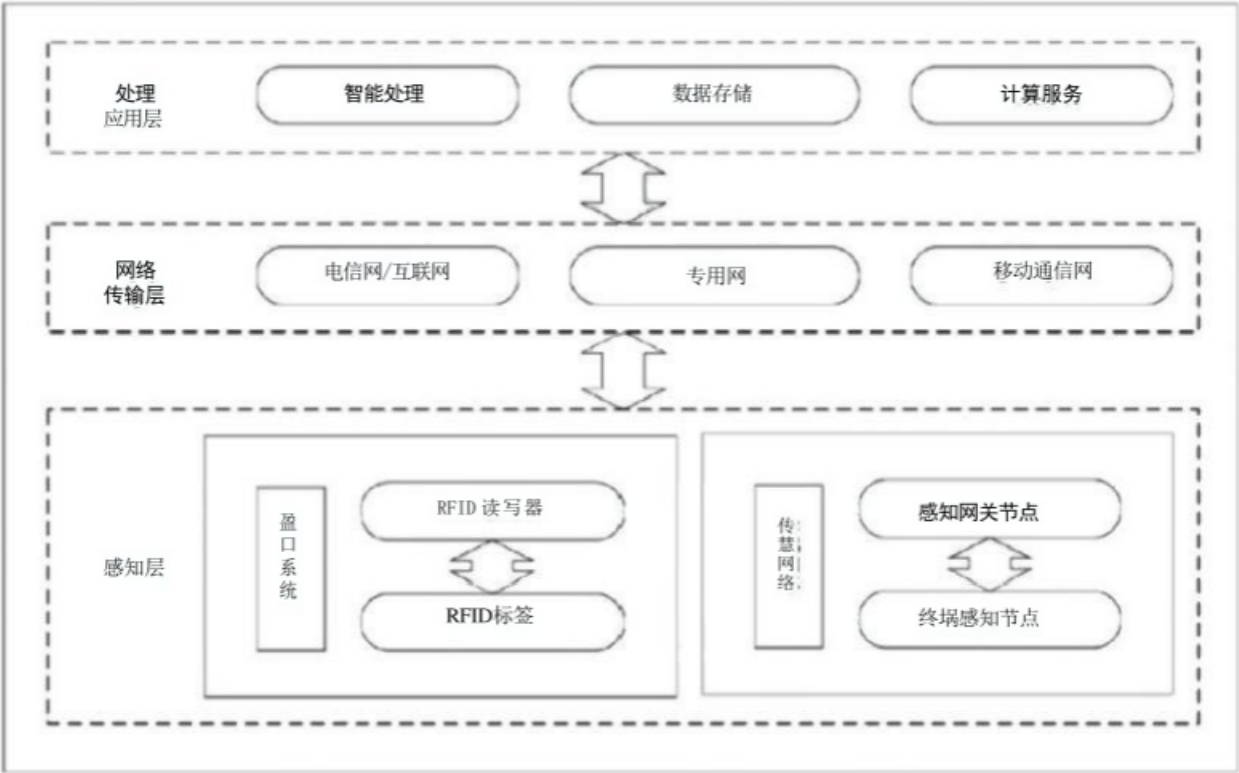 处理
应用层
智能处理
数据存储
计算服务
网络
传输层
电信网/互联网
专用网
移动通信网
感知层
盈口系统
RFID 读写器
RFID标签
传慧网络
感知网关节点
终埚感知节点